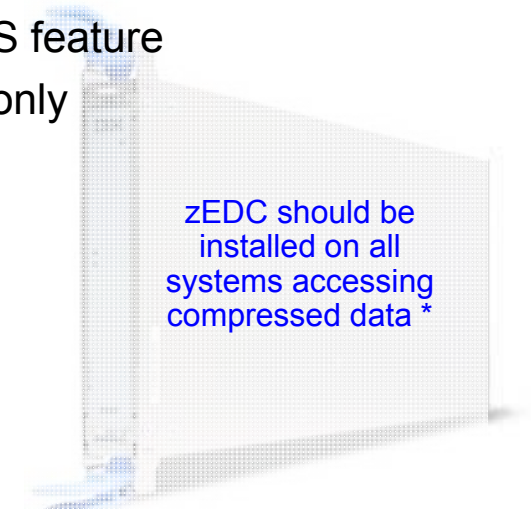 S feature
only
zEDC should be
installed on all
systems accessing
compressed data *